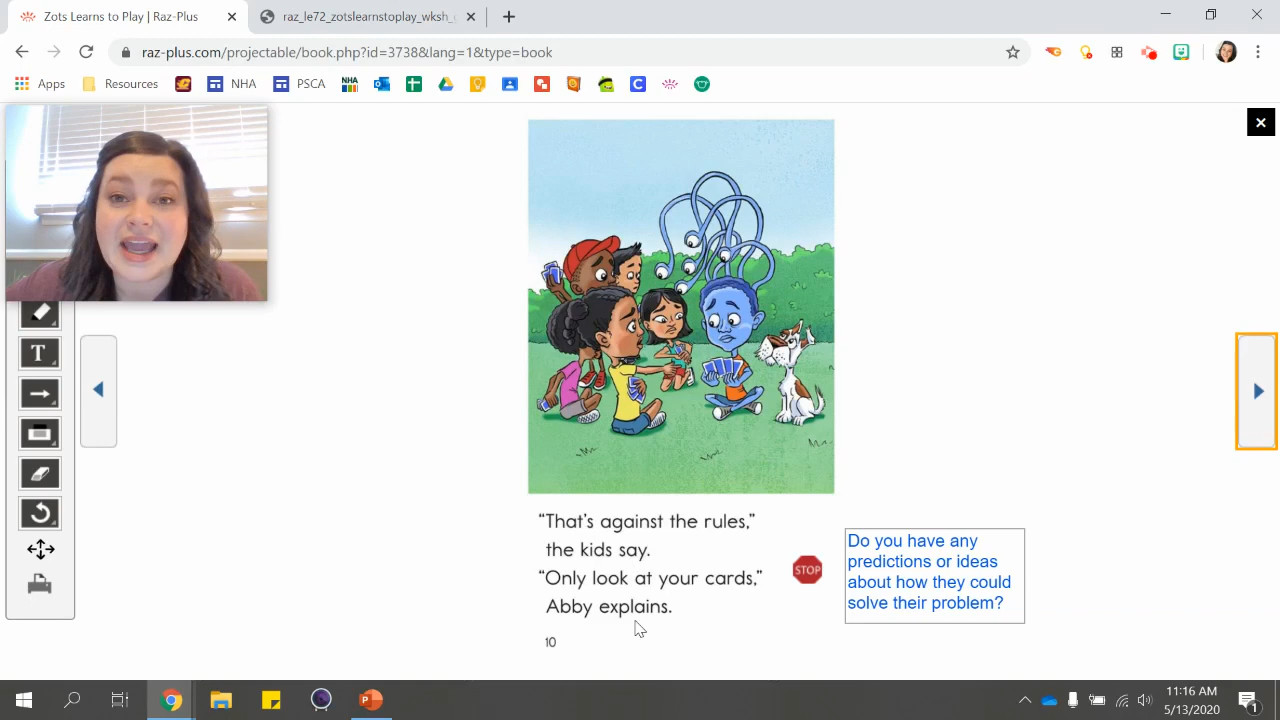 Zots Learns to Play | Raz-Plus
raz_le72_zotslearnstoplay_wksh_
raz-plus.com/projectable/book.php?id=3738&lang=1&type=book
Apps
Resources
NHA
PSCA
NHA
T
"That's against the rules,"
the kids say.
"Only look at your cards,"
Abby explains.
10
STOP
Do you have any
predictions or ideas
about how they could
solve their problem?
11:16 AM
5/13/2020
1